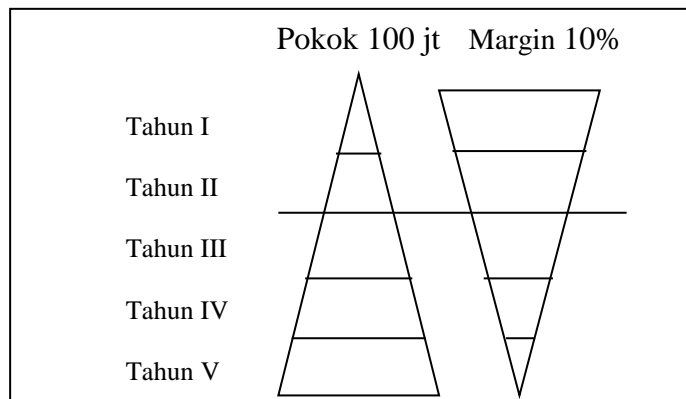 Pokok 100 jt Margin 10%
Tahun I
Tahun II
Tahun III
Tahun IV
Tahun V